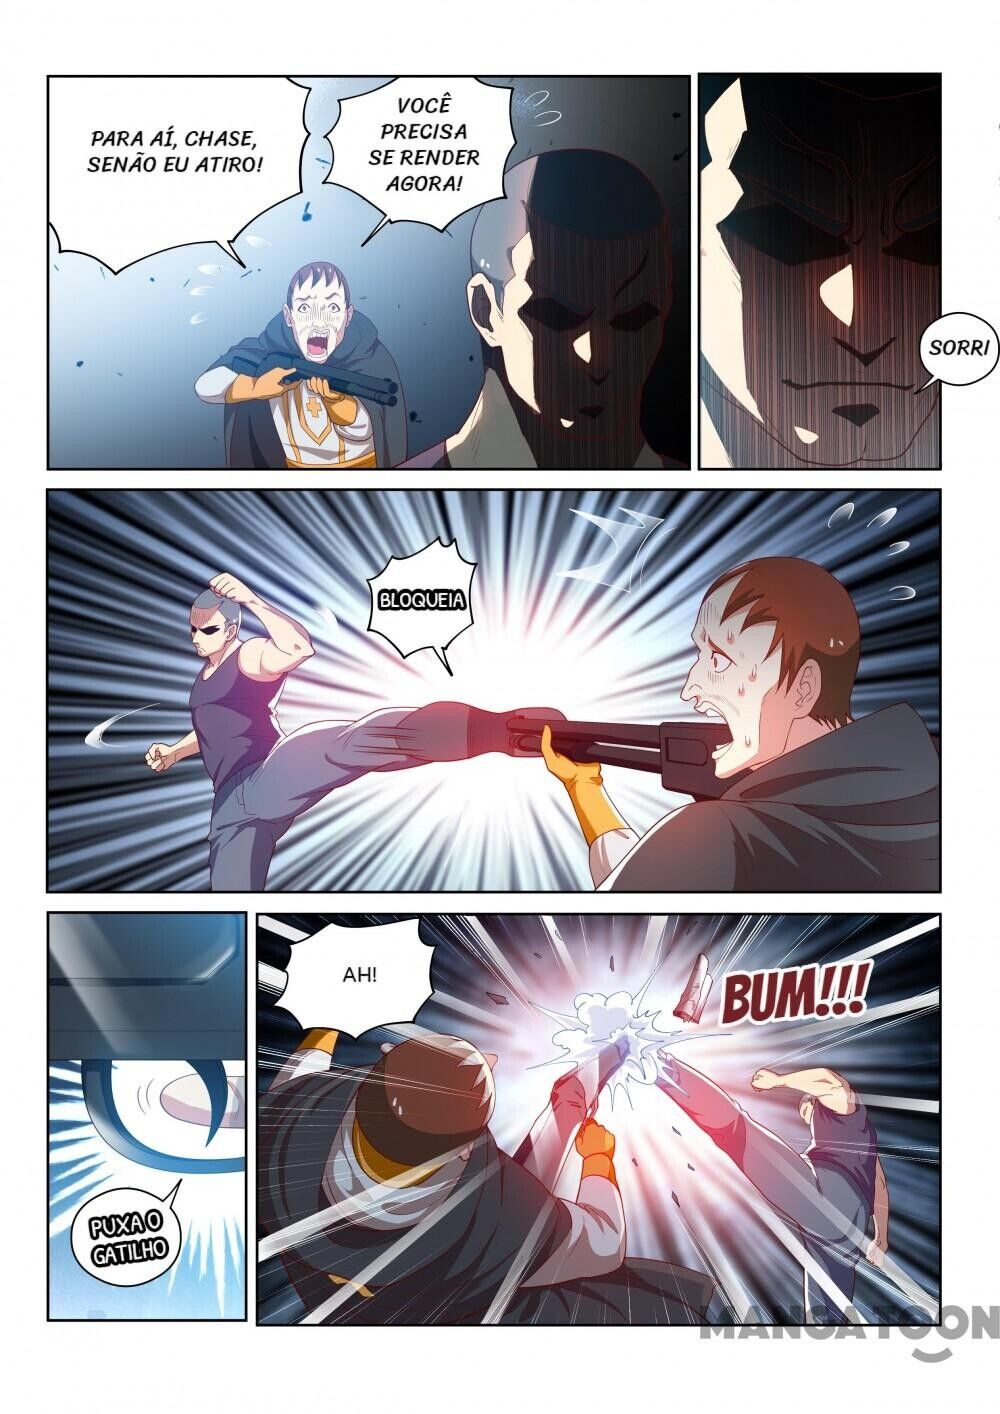 PARA AÍ, CHASE,
SENÃO EU ATIRO!
VOCÊ
PRECISA
SE RENDER
AGORA!
SORRI
BLOQUEIA
PUXA O
GATILHO
AH!
BUM!!!
MANGATOON